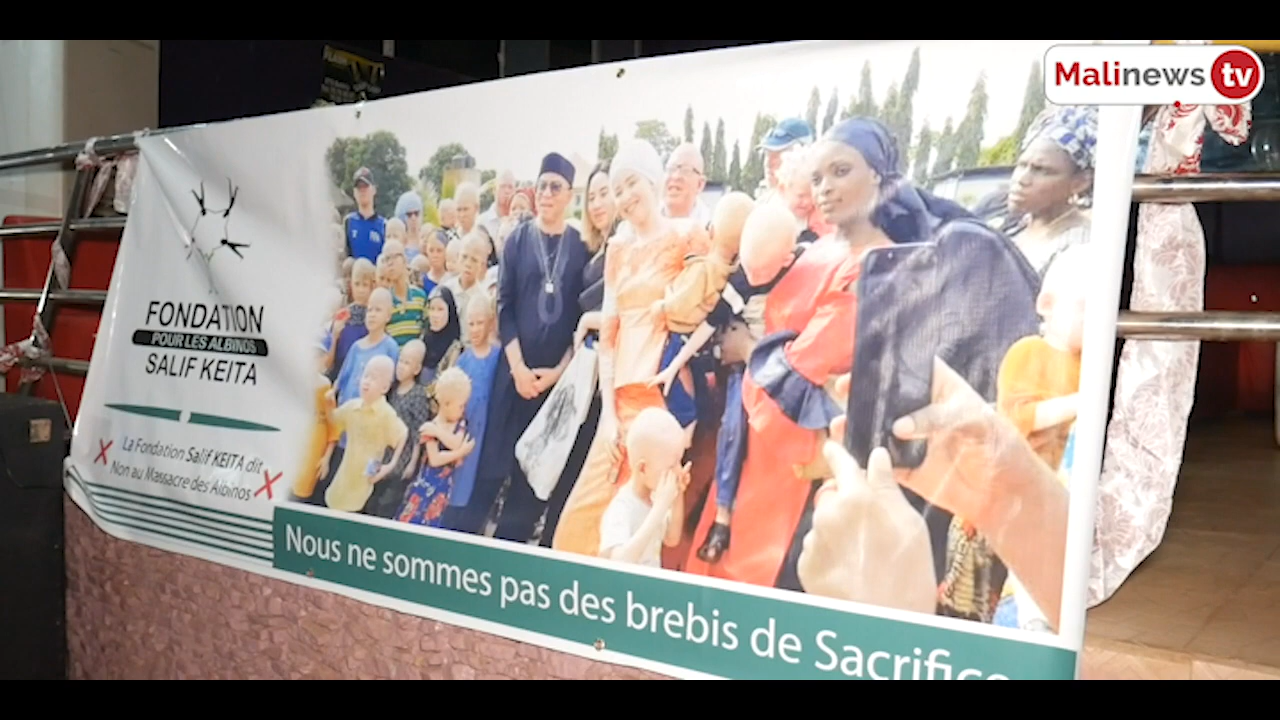 Malinews tv
FONDATION
POUR LES ALBINOS
SALIF KEITA
La Fondation Salif KEITA dit
Non au Massacre des Albinos
Nous ne sommes pas des brebis de Sacrifice